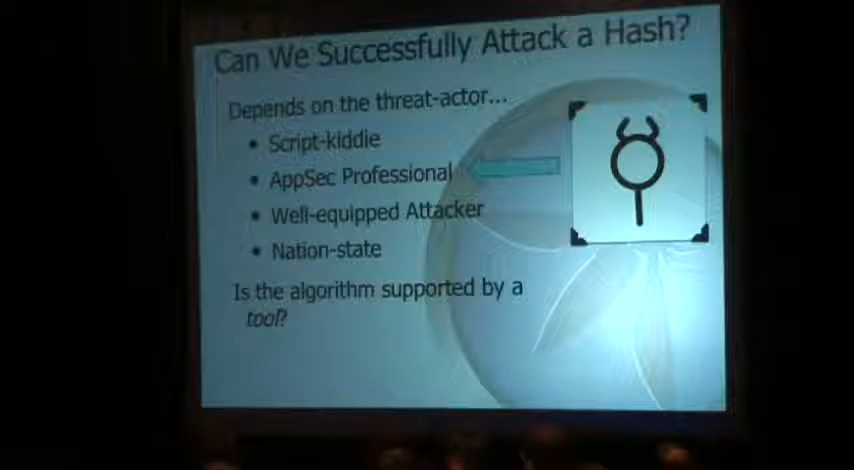 Can We Successfully Attack a Hash?
Depends on the threat-actor...
• Script-kiddie
• AppSec Professional
• Well-equipped Attacker
• Nation-state
Is the algorithm supported by a
tool?